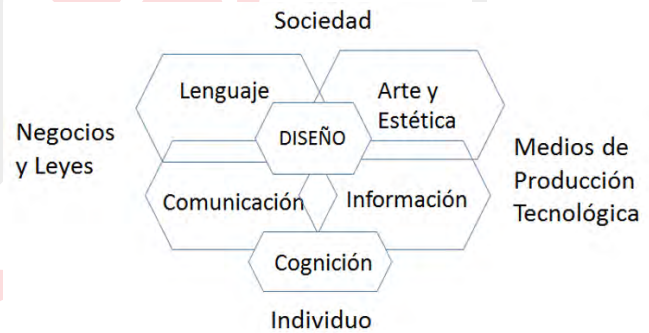 Sociedad
Lenguaje
Arte y
Estética
DISEÑO
Negocios
y Leyes
Medios de
Producción
Tecnológica
Comunicación
Información
Cognición
Individuo